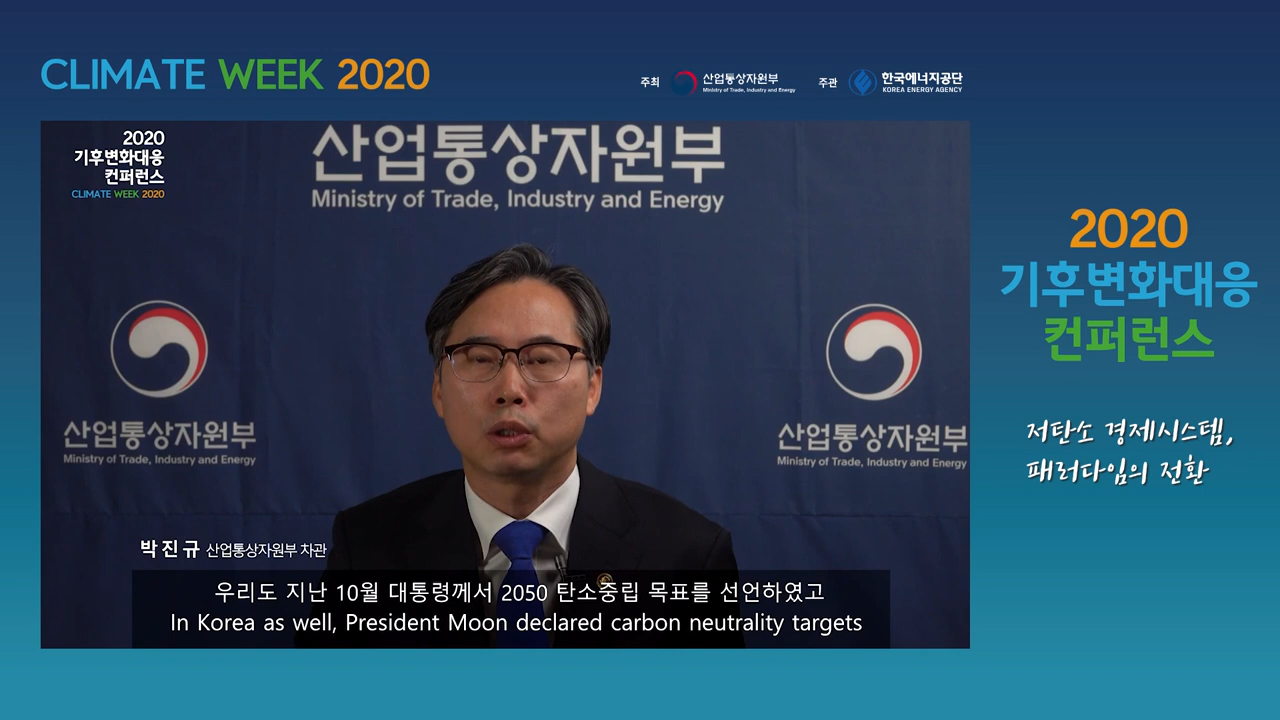 CLIMATE WEEK 2020
주최
산업통상자원부
Ministry of Trade, Industry and Energy
주관
한국에너지공단
KOREA ENERGY AGENCY
2020
기후변화대응
컨퍼런스
CLIMATE WEEK 2020
산업통상자원부
Ministry of Trade, Industry and Energy
산업통상자원부
Ministry of Trade, Industry and Energy
산업통상자원부
Ministry of Trade, Industry and Energy
박진규 산업통상자원부 차관
우리도 지난 10월 대통령께서 2050 탄소중립 목표를 선언하였고
In Korea as well, President Moon declared carbon neutrality targets
2020
기후변화대응
컨퍼런스
저탄소 경제시스템,
패러다임의 전환